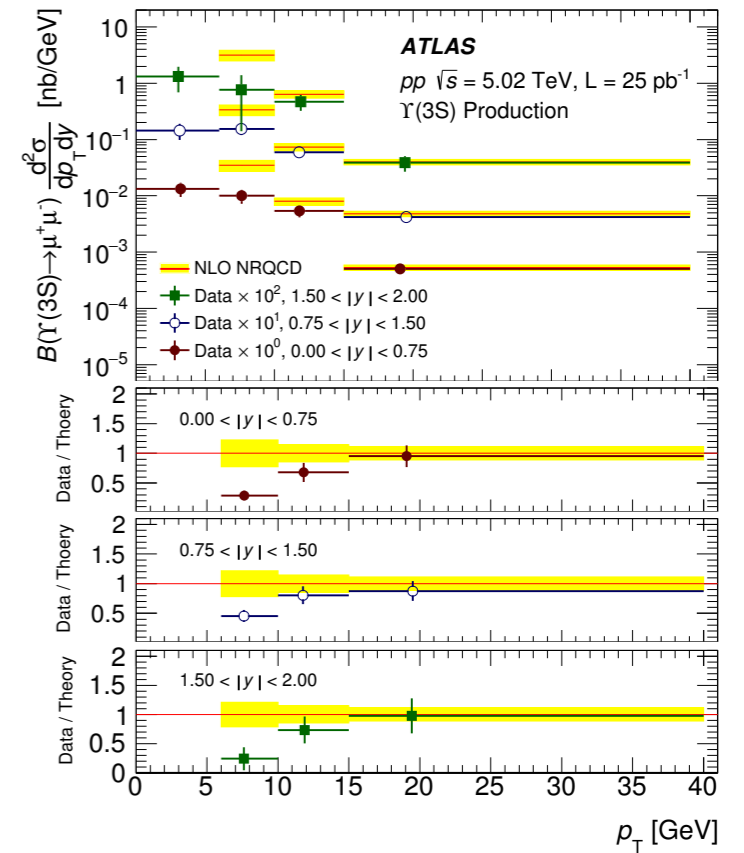 ATLAS
pp √s = 5.02 TeV, L = 25 pb⁻¹
ϒ(3S) Production
B(ϒ(3S)→μ⁺μ⁻) d²σ/dp_T dy [nb/GeV]
10
1
10⁻¹
10⁻²
10⁻³
10⁻⁴
10⁻⁵
NLO NRQCD
Data × 10², 1.50 < |y| < 2.00
Data × 10¹, 0.75 < |y| < 1.50
Data × 10⁰, 0.00 < |y| < 0.75
Data / Thoery
2
1.5
1
0.5
0.00 < |y| < 0.75
Data / Thoery
2
1.5
1
0.5
0.75 < |y| < 1.50
Data / Theory
2
1.5
1
0.5
0
1.50 < |y| < 2.00
0 5 10 15 20 25 30 35 40
p_T [GeV]